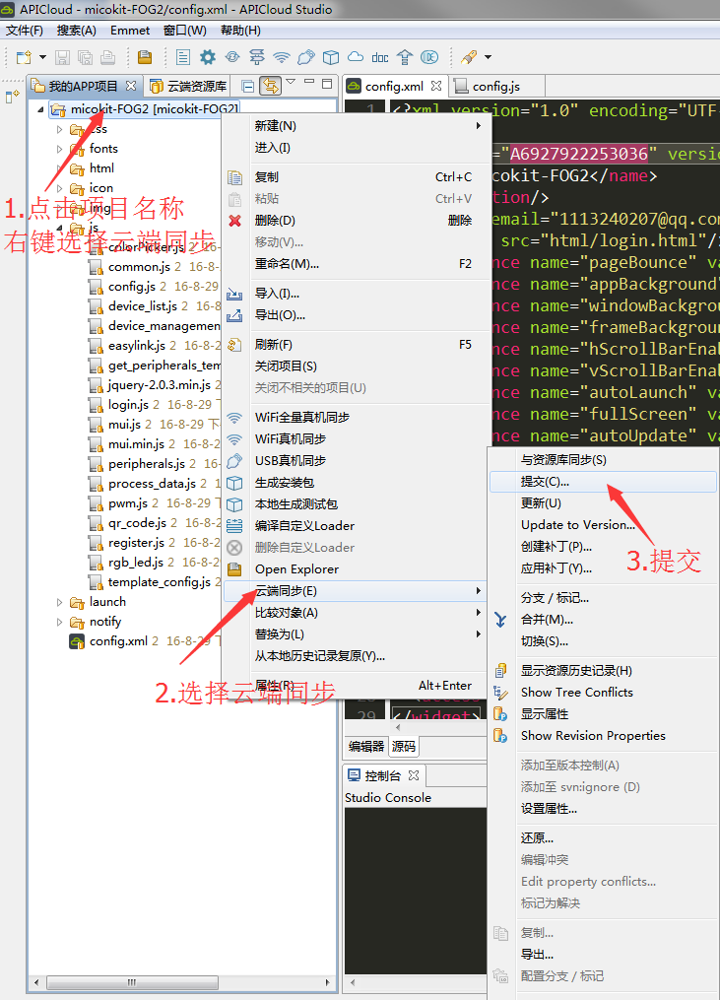 APICloud - micokit-FOG2/config.xml - APICloud Studio
文件(F) 搜索(A) Emmet 窗口(W) 帮助(H)
我的APP项目 云端资源库
config.xml config.js
micokit-FOG2 [micokit-FOG2]
css
fonts
html
icon
img
js
colorPicker.js 2 16-8-29
common.js 2 16-8-2
config.js 2 16-8-29
device_list.js 2 16-
device_managemen
easylink.js 2 16-8-2
get_peripherals_tem
jquery-2.0.3.min.js
login.js 2 16-8-29 下
mui.js 2 16-8-29 下
mui.min.js 2 16-8-2
peripherals.js 2 16-
process_data.js 2
pwm.js 2 16-8-29
qr_code.js 2 16-8-2
register.js 2 16-8-2
rgb_led.js 2 16-8-2
template_config.js 2
launch
notify
config.xml 2 16-8-29 下
1.点击项目名称
右键选择云端同步
新建(N)
进入(I)
复制 Ctrl+C
粘贴 Ctrl+V
删除(D) 删除
移动(V)...
重命名(M)... F2
导入(I)...
导出(O)...
刷新(F) F5
关闭项目(S)
关闭不相关的项目(U)
WiFi全量真机同步
WiFi真机同步
USB真机同步
生成安装包
本地生成测试包
编译自定义Loader
删除自定义Loader
Open Explorer
云端同步(E)
比较对象(A)
替换为(L)
从本地历史记录复原(Y)...
属性(R) Alt+Enter
2.选择云端同步
1 <?xml version="1.0" encoding="UTF-
="A6927922253036" versio
cokit-FOG2</name>
tion/>
email="1113240207@qq.com
src="html/login.html"/>
nce name="pageBounce" va
nce name="appBackground"
nce name="windowBackgrou
nce name="frameBackgroun
nce name="hScrollBarEnab
nce name="vScrollBarEnab
nce name="autoLaunch" va
nce name="fullScreen" va
nce name="autoUpdate" va
29 </widget>
编辑器 源码
控制台
Studio Console
与资源库同步(S)
提交(C)...
更新(U)
Update to Version...
创建补丁(P)...
应用补丁(Y)...
分支 / 标记...
合并(M)...
切换(S)...
显示资源历史记录(H)
Show Tree Conflicts
显示属性
Show Revision Properties
添加至版本控制(A)
添加至 svn:ignore (D)
设置属性...
还原...
编辑冲突
Edit property conflicts...
标记为解决
复制...
导出...
配置分支 / 标记
3.提交